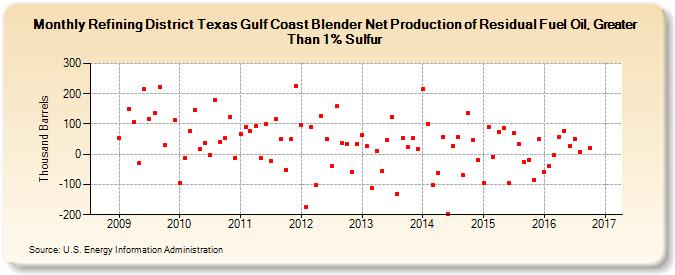 Monthly Refining District Texas Gulf Coast Blender Net Production of Residual Fuel Oil, Greater
Than 1% Sulfur
Thousand Barrels
300
200
100
0
-100
-200
2009 2010 2011 2012 2013 2014 2015 2016 2017
Source: U.S. Energy Information Administration